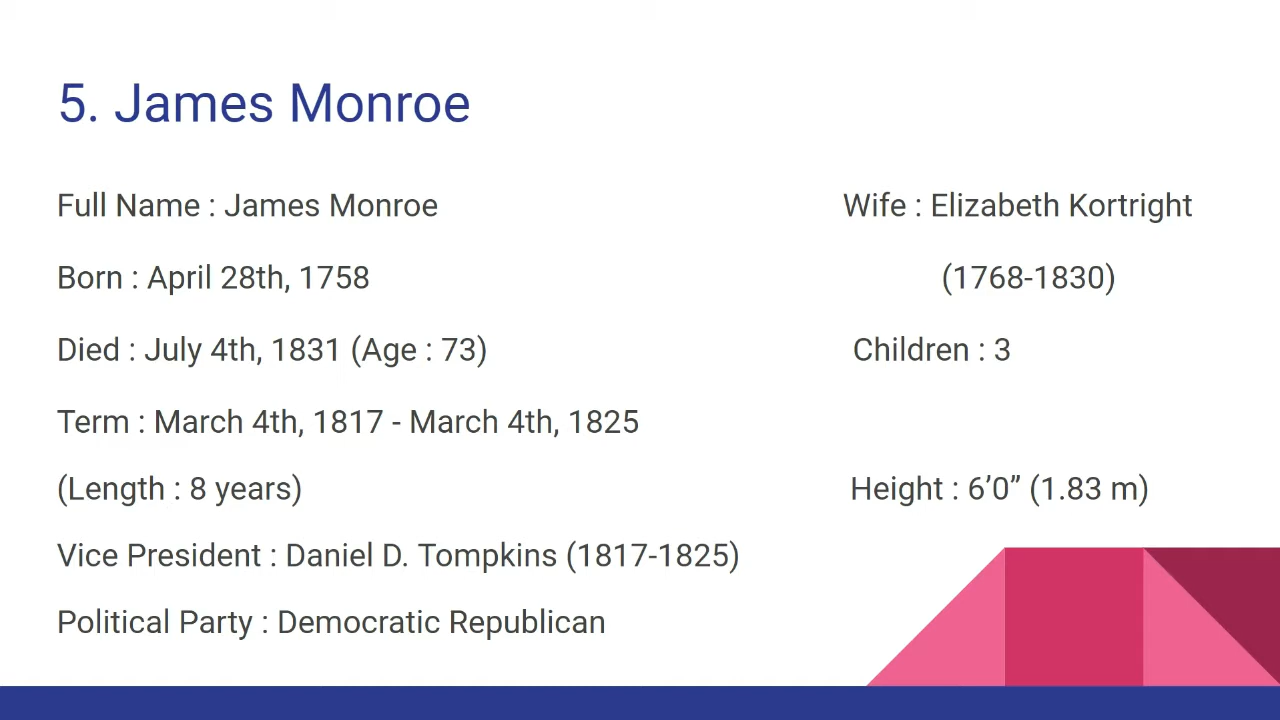 5. James Monroe
Full Name : James Monroe
Wife : Elizabeth Kortright
Born : April 28th, 1758
(1768-1830)
Died : July 4th, 1831 (Age : 73)
Children : 3
Term : March 4th, 1817 - March 4th, 1825
(Length : 8 years)
Height : 6’0” (1.83 m)
Vice President : Daniel D. Tompkins (1817-1825)
Political Party : Democratic Republican